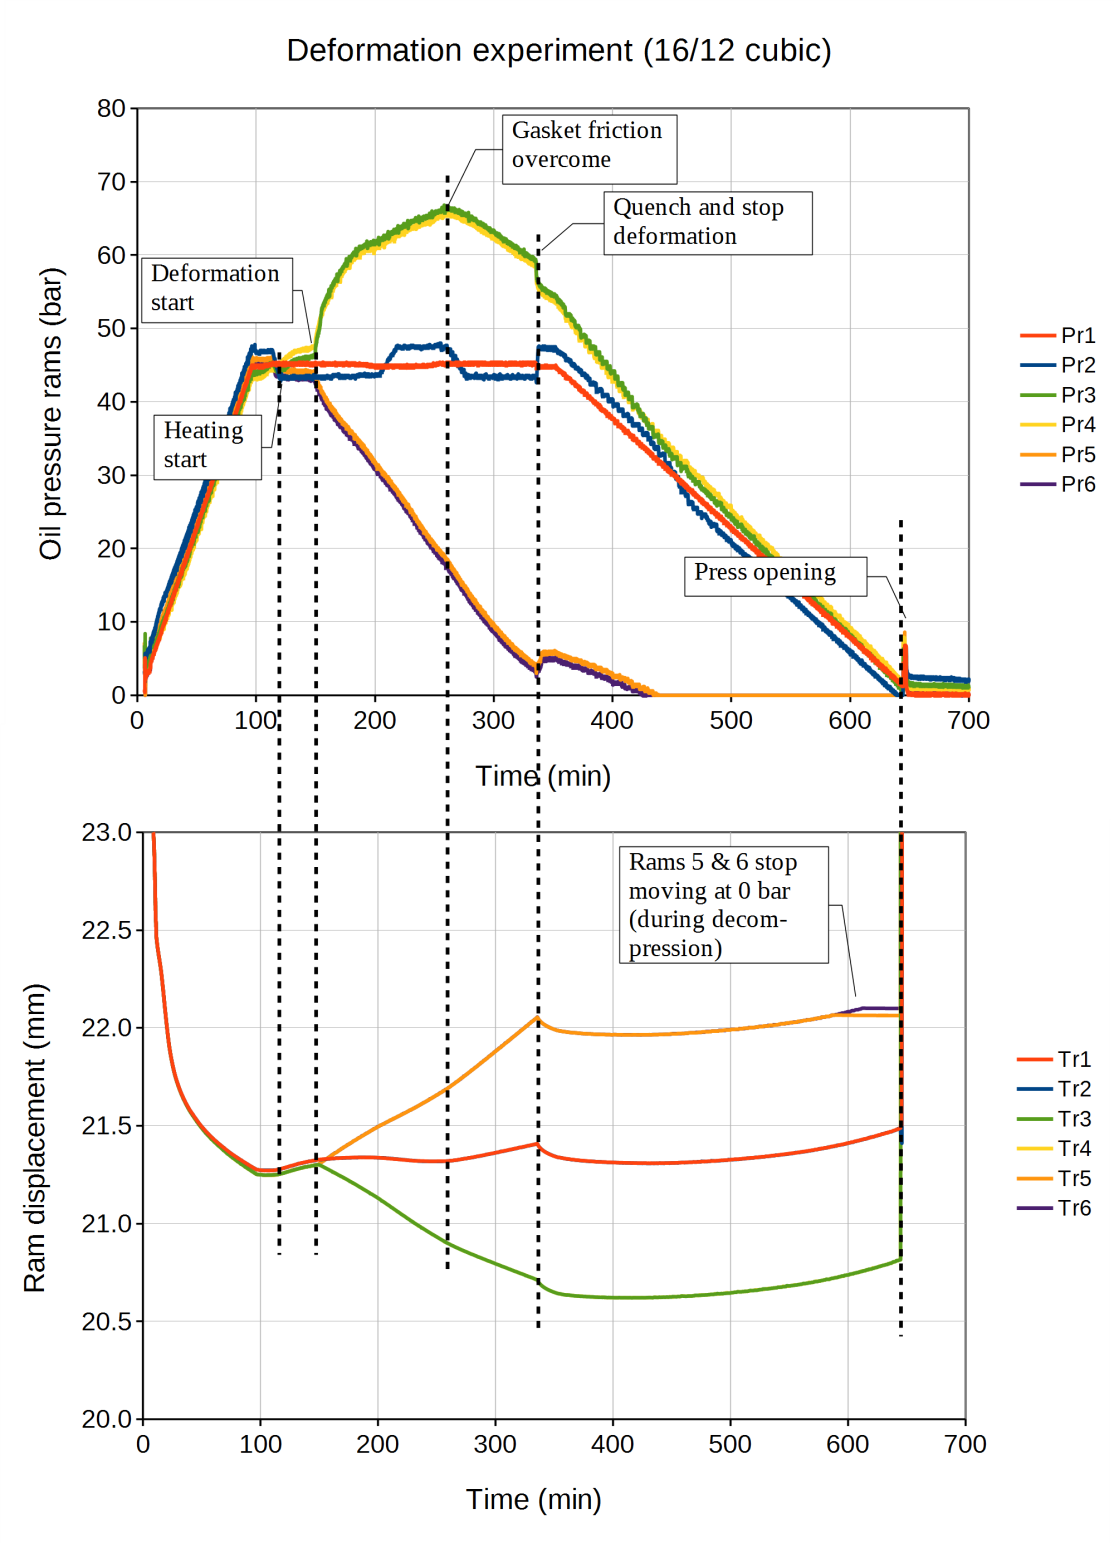 Deformation experiment (16/12 cubic)
80
70
60
50
40
30
20
10
0
Oil pressure rams (bar)
Gasket friction
overcome
Quench and stop
deformation
Deformation
start
Heating
start
Press opening
Pr1
Pr2
Pr3
Pr4
Pr5
Pr6
0 100 200 300 400 500 600 700
Time (min)
23.0
22.5
22.0
21.5
21.0
20.5
20.0
Ram displacement (mm)
Rams 5 & 6 stop
moving at 0 bar
(during decom-
pression)
Tr1
Tr2
Tr3
Tr4
Tr5
Tr6
0 100 200 300 400 500 600 700
Time (min)